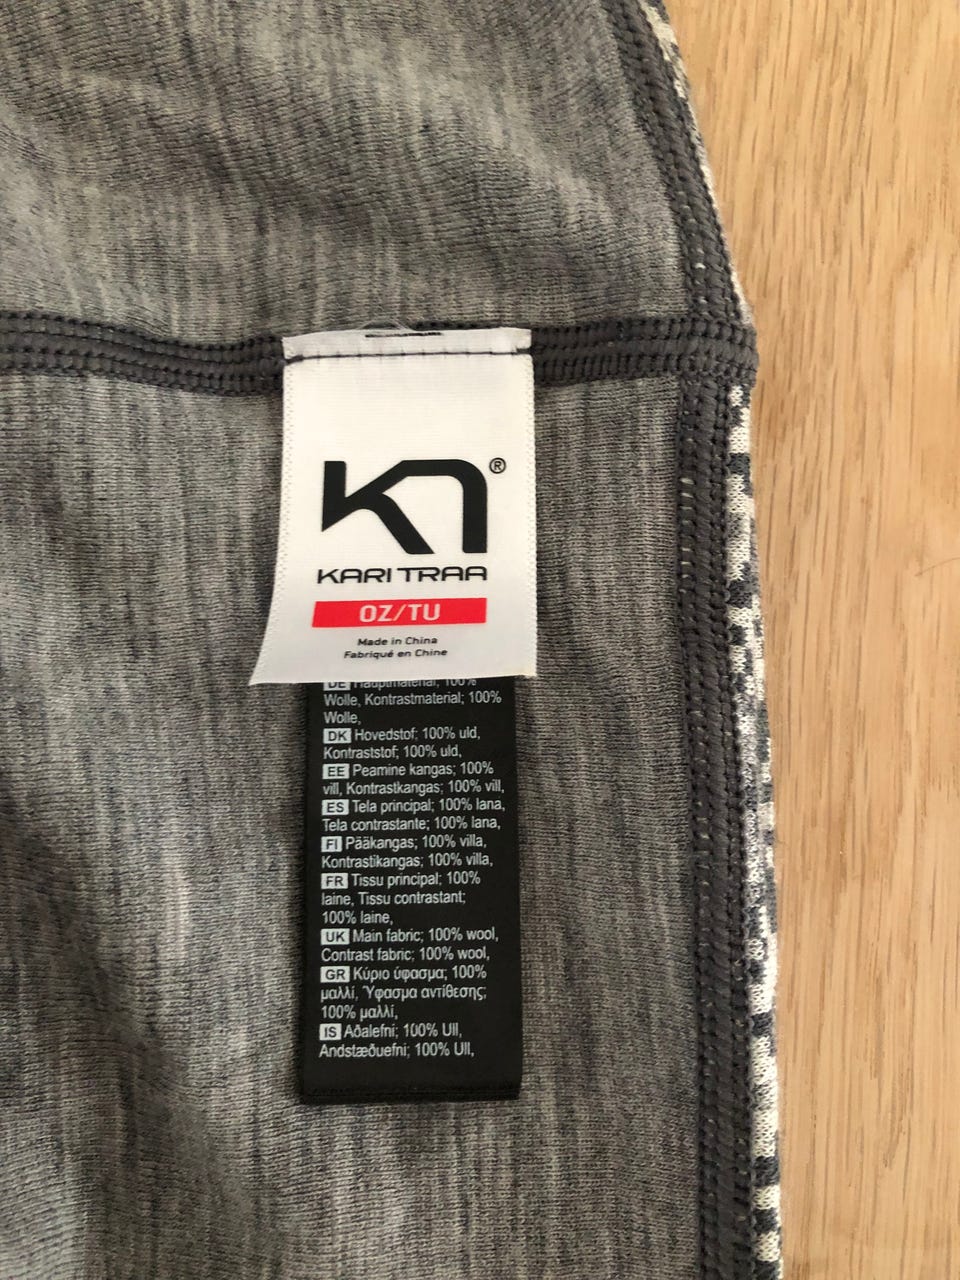 ®
KARI TRAA
OZ/TU
Made in China
Fabriqué en Chine
DE Hauptmaterial; 100%
Wolle, Kontrastmaterial; 100%
Wolle,
DK Hovedstof; 100% uld,
Kontraststof; 100% uld,
EE Peamine kangas; 100%
vill, Kontrastkangas; 100% vill,
ES Tela principal; 100% lana,
Tela contrastante; 100% lana,
FI Pääkangas; 100% villa,
Kontrastikangas; 100% villa,
FR Tissu principal; 100%
laine, Tissu contrastant;
100% laine,
UK Main fabric; 100% wool,
Contrast fabric; 100% wool,
GR Κύριο ύφασμα; 100%
μαλλί, Ύφασμα αντίθεσης;
100% μαλλί,
IS Aðalefni; 100% Ull,
Andstæðuefni; 100% Ull,